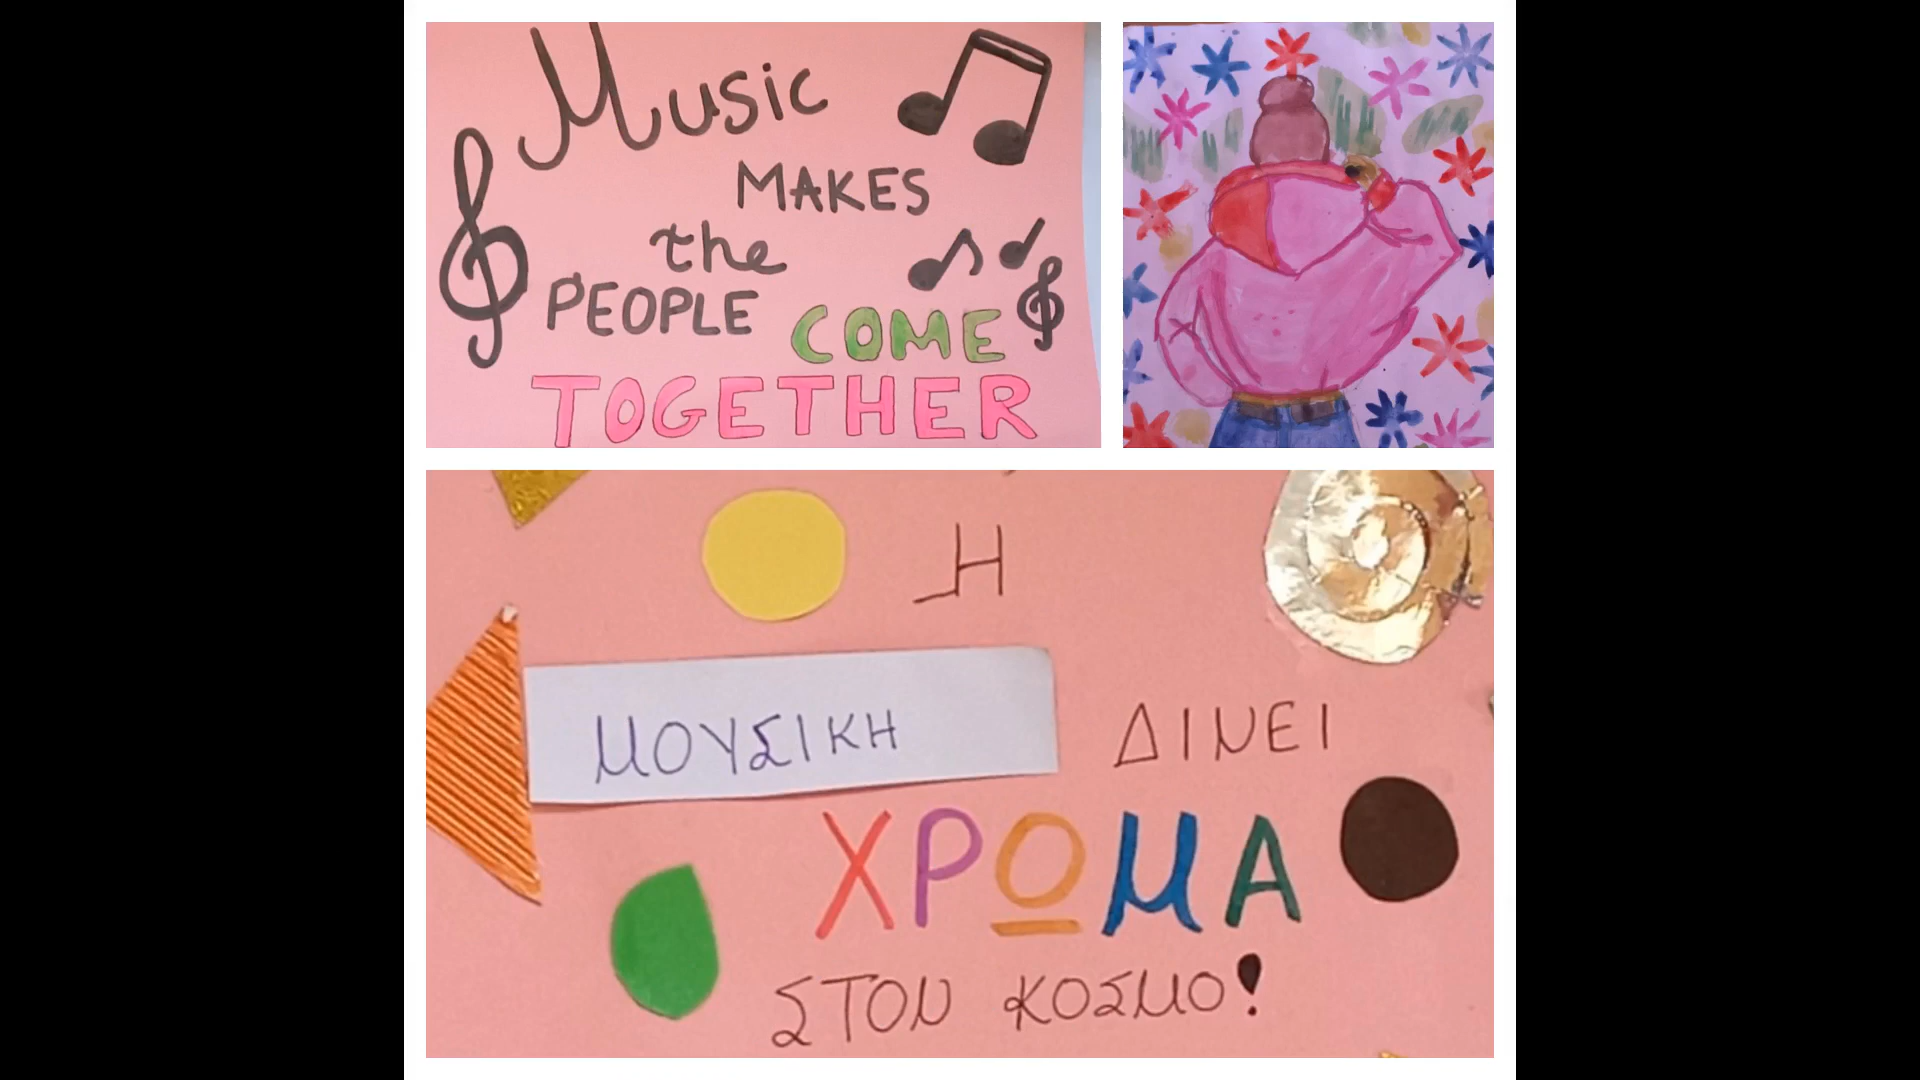 Music
MAKES
the
PEOPLE COME
TOGETHER
Η
ΜΟΥΣΙΚΗ ΔΙΝΕΙ
ΧΡΩΜΑ
ΣΤΟΝ ΚΟΣΜΟ!